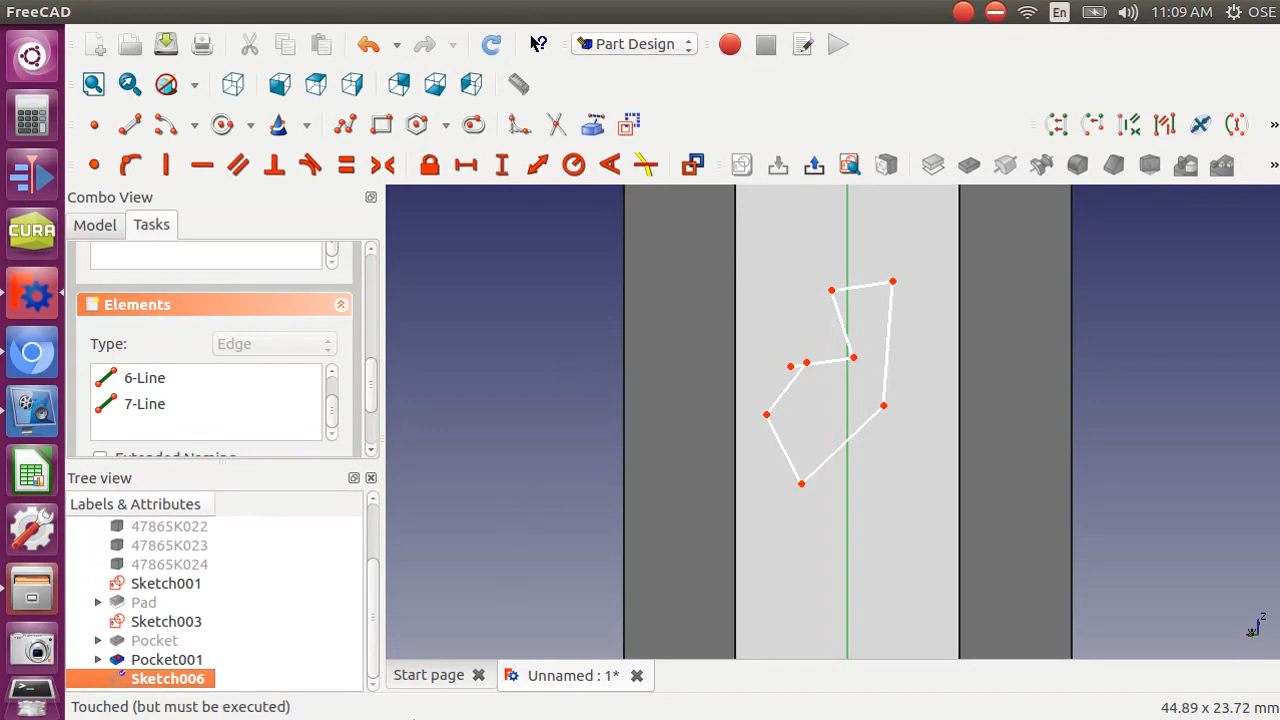 FreeCAD
En
11:09 AM
OSE
Part Design
»
»
Combo View
Model
Tasks
CURA
Elements
Type:
Edge
6-Line
7-Line
Tree view
Labels & Attributes
47865K022
47865K023
47865K024
Sketch001
Pad
Sketch003
Pocket
Pocket001
Sketch006
Start page
Unnamed : 1*
Touched (but must be executed)
44.89 x 23.72 mm
z